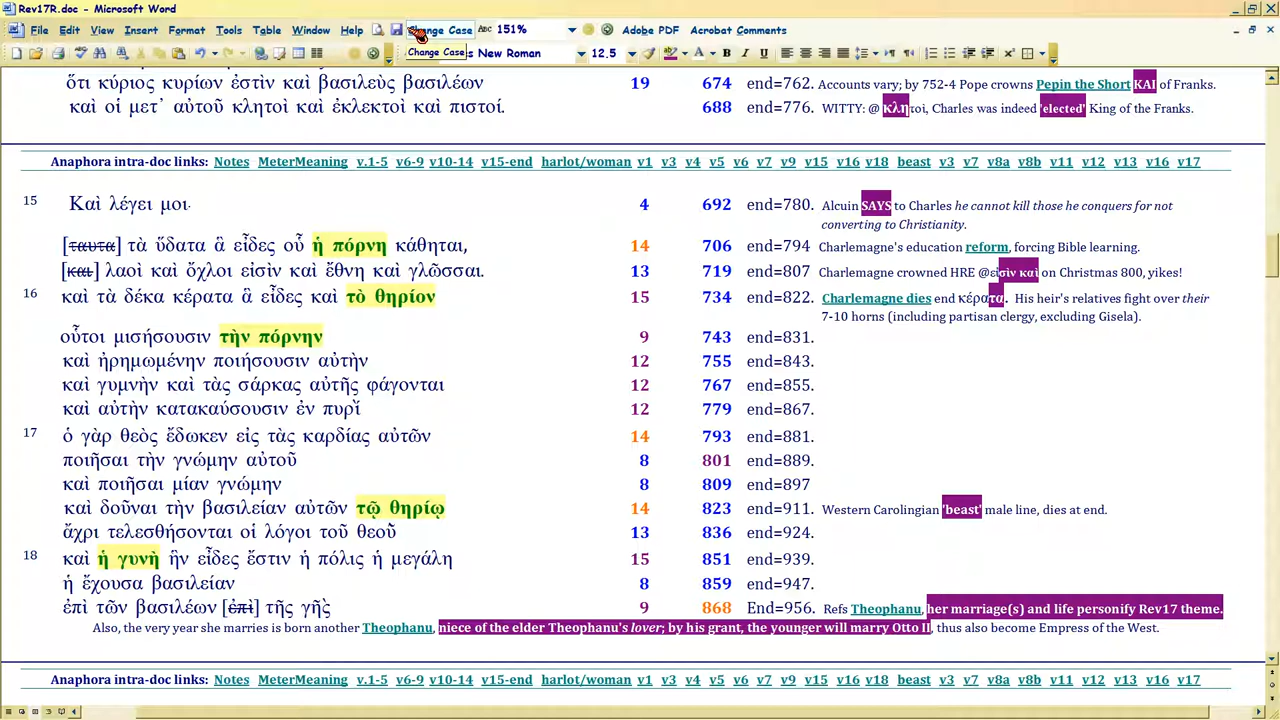 Rev17R.doc - Microsoft Word
File Edit View Insert Format Tools Table Window Help Change Case 151% Adobe PDF Acrobat Comments
Change Case New Roman 12.5
ὅτι κύριος κυρίων ἐστὶν καὶ βασιλεὺς βασιλέων 19 674 end=762. Accounts vary; by 752-4 Pope crowns Pepin the Short ΚΑΙ of Franks.
καὶ οἱ μετ᾽ αὐτοῦ κλητοὶ καὶ ἐκλεκτοὶ καὶ πιστοί. 688 end=776. WITTY: @ κλητοι, Charles was indeed 'elected' King of the Franks.
Anaphora intra-doc links: Notes MeterMeaning v.1-5 v6-9 v10-14 v15-end harlot/woman v1 v3 v4 v5 v6 v7 v9 v15 v16 v18 beast v3 v7 v8a v8b v11 v12 v13 v16 v17
15 Καὶ λέγει μοι· 4 692 end=780. Alcuin SAYS to Charles he cannot kill those he conquers for not
converting to Christianity.
[ταυτα] τὰ ὕδατα ἃ εἶδες οὗ ἡ πόρνη κάθηται, 14 706 end=794 Charlemagne's education reform, forcing Bible learning.
[και] λαοὶ καὶ ὄχλοι εἰσὶν καὶ ἔθνη καὶ γλῶσσαι. 13 719 end=807 Charlemagne crowned HRE @εἰσὶν καὶ on Christmas 800, yikes!
16 καὶ τὰ δέκα κέρατα ἃ εἶδες καὶ τὸ θηρίον 15 734 end=822. Charlemagne dies end κέρατα. His heir's relatives fight over their
7-10 horns (including partisan clergy, excluding Gisela).
οὗτοι μισήσουσιν τὴν πόρνην 9 743 end=831.
καὶ ἠρημωμένην ποιήσουσιν αὐτὴν 12 755 end=843.
καὶ γυμνὴν καὶ τὰς σάρκας αὐτῆς φάγονται 12 767 end=855.
καὶ αὐτὴν κατακαύσουσιν ἐν πυρί 12 779 end=867.
17 ὁ γὰρ θεὸς ἔδωκεν εἰς τὰς καρδίας αὐτῶν 14 793 end=881.
ποιῆσαι τὴν γνώμην αὐτοῦ 8 801 end=889.
καὶ ποιῆσαι μίαν γνώμην 8 809 end=897
καὶ δοῦναι τὴν βασιλείαν αὐτῶν τῷ θηρίῳ 14 823 end=911. Western Carolingian 'beast' male line, dies at end.
ἄχρι τελεσθήσονται οἱ λόγοι τοῦ θεοῦ 13 836 end=924.
18 καὶ ἡ γυνὴ ἣν εἶδες ἔστιν ἡ πόλις ἡ μεγάλη 15 851 end=939.
ἡ ἔχουσα βασιλείαν 8 859 end=947.
ἐπὶ τῶν βασιλέων [ἐπὶ] τῆς γῆς 9 868 End=956. Refs Theophanu, her marriage(s) and life personify Rev17 theme.
Also, the very year she marries is born another Theophanu, niece of the elder Theophanu's lover; by his grant, the younger will marry Otto II, thus also become Empress of the West.
Anaphora intra-doc links: Notes MeterMeaning v.1-5 v6-9 v10-14 v15-end harlot/woman v1 v3 v4 v5 v6 v7 v9 v15 v16 v18 beast v3 v7 v8a v8b v11 v12 v13 v16 v17